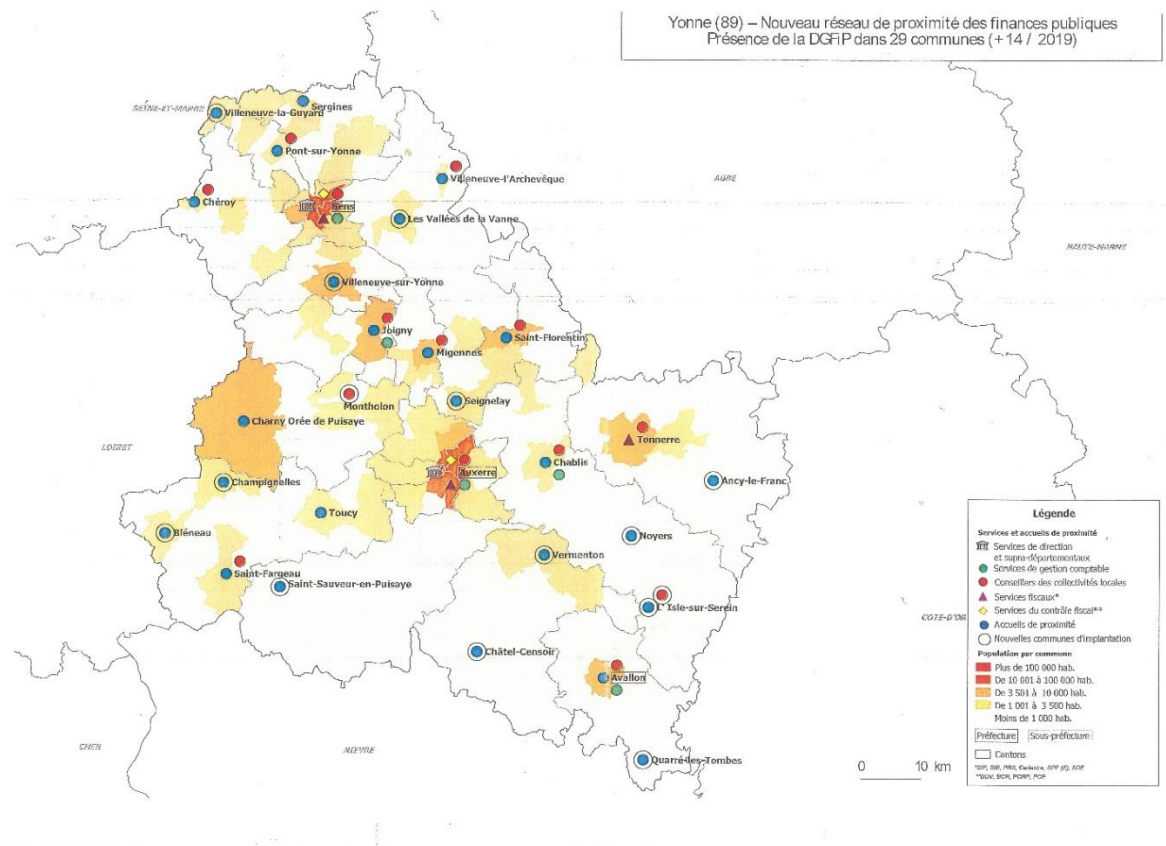 Yonne (89) – Nouveau réseau de proximité des finances publiques
Présence de la DGFiP dans 29 communes (+14 / 2019)
SEINE-ET-MARNE
Villeneuve-la-Guyard
Sergines
Pont-sur-Yonne
Villeneuve-l'Archevêque
AUBE
Chéroy
Sens
Les Vallées de la Vanne
HAUTE-MARNE
Villeneuve-sur-Yonne
Joigny
Saint-Florentin
Migennes
Montholon
Seignelay
Charny Orée de Puisaye
Tonnerre
LOIRET
Chablis
Auxerre
Ancy-le-Franc
Champignelles
Toucy
Bléneau
Noyers
Vermenton
Saint-Fargeau
Saint-Sauveur-en-Puisaye
L' Isle-sur-Serein
COTE-D'OR
Châtel-Censoir
Avallon
CHER
NIEVRE
Quarré-les-Tombes
0 10 km
Légende
Services et accueils de proximité
Services de direction
et supra-départementaux
Services de gestion comptable
Conseillers des collectivités locales
Services fiscaux*
Services du contrôle fiscal**
Accueils de proximité
Nouvelles communes d'implantation
Population par commune
Plus de 100 000 hab.
De 10 001 à 100 000 hab.
De 3 501 à 10 000 hab.
De 1 001 à 3 500 hab.
Moins de 1 000 hab.
Préfecture Sous-préfecture
Cantons